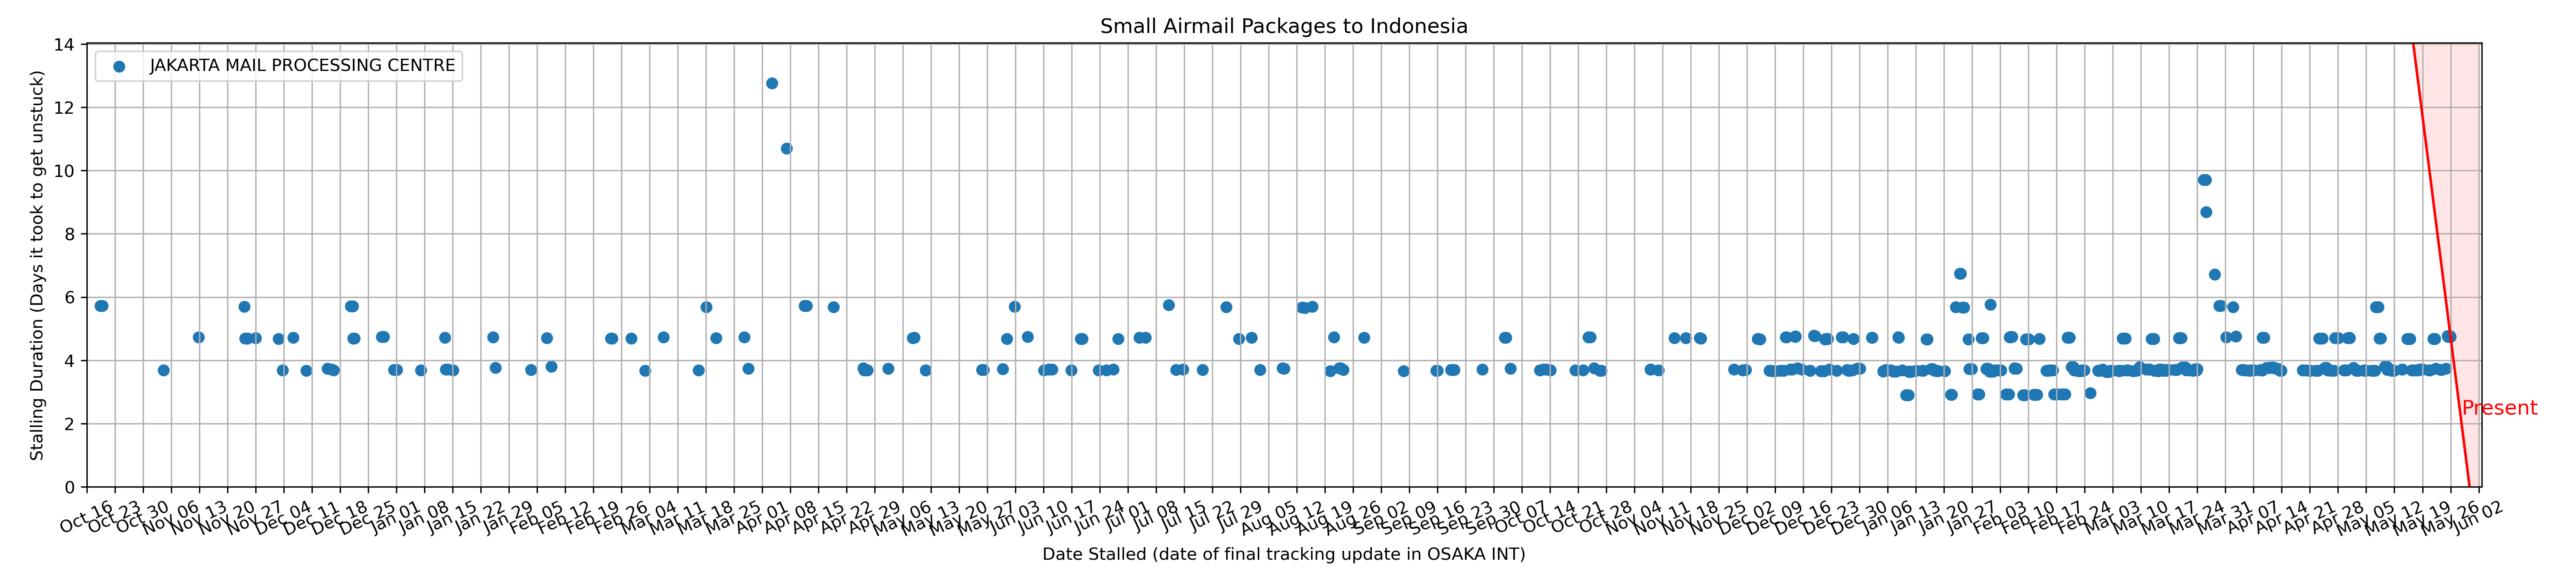 Small Airmail Packages to Indonesia
JAKARTA MAIL PROCESSING CENTRE
Stalling Duration (Days it took to get unstuck)
14
12
10
8
6
4
2
0
Present
Oct 16
Oct 23
Oct 30
Nov 06
Nov 13
Nov 20
Nov 27
Dec 04
Dec 11
Dec 18
Dec 25
Jan 01
Jan 08
Jan 15
Jan 22
Jan 29
Feb 05
Feb 12
Feb 19
Feb 26
Mar 04
Mar 11
Mar 18
Mar 25
Apr 01
Apr 08
Apr 15
Apr 22
Apr 29
May 06
May 13
May 20
May 27
Jun 03
Jun 10
Jun 17
Jun 24
Jul 01
Jul 08
Jul 15
Jul 22
Jul 29
Aug 05
Aug 12
Aug 19
Aug 26
Sep 02
Sep 09
Sep 16
Sep 23
Sep 30
Oct 07
Oct 14
Oct 21
Oct 28
Nov 04
Nov 11
Nov 18
Nov 25
Dec 02
Dec 09
Dec 16
Dec 23
Dec 30
Jan 06
Jan 13
Jan 20
Jan 27
Feb 03
Feb 10
Feb 17
Feb 24
Mar 03
Mar 10
Mar 17
Mar 24
Mar 31
Apr 07
Apr 14
Apr 21
Apr 28
May 05
May 12
May 19
May 26
Jun 02
Date Stalled (date of final tracking update in OSAKA INT)